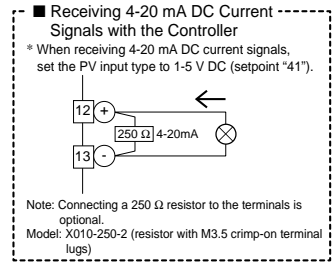 ■ Receiving 4-20 mA DC Current
Signals with the Controller
* When receiving 4-20 mA DC current signals,
set the PV input type to 1-5 V DC (setpoint “41”).
12 +
250 Ω 4-20mA
13 -
Note: Connecting a 250 Ω resistor to the terminals is
optional.
Model: X010-250-2 (resistor with M3.5 crimp-on terminal
lugs)